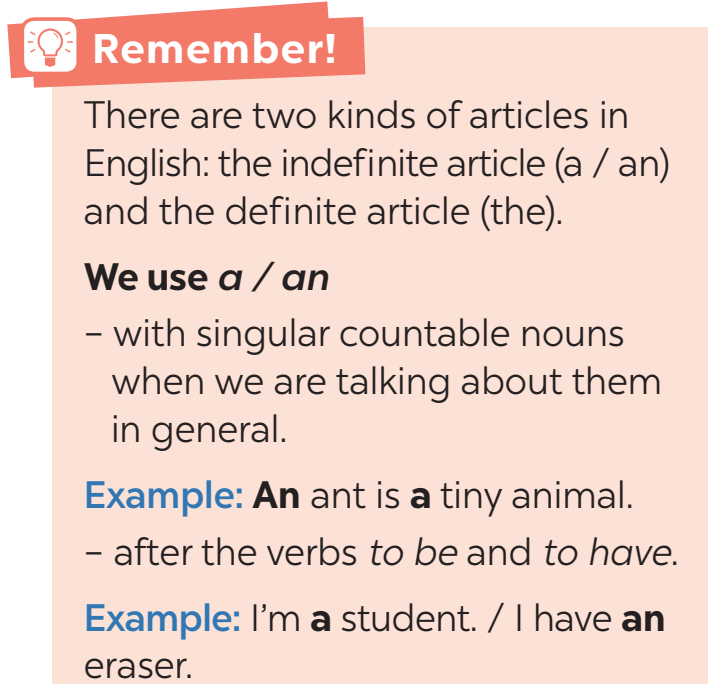 Remember!
There are two kinds of articles in
English: the indefinite article (a / an)
and the definite article (the).
We use a / an
– with singular countable nouns
when we are talking about them
in general.
Example: An ant is a tiny animal.
– after the verbs to be and to have.
Example: I'm a student. / I have an
eraser.